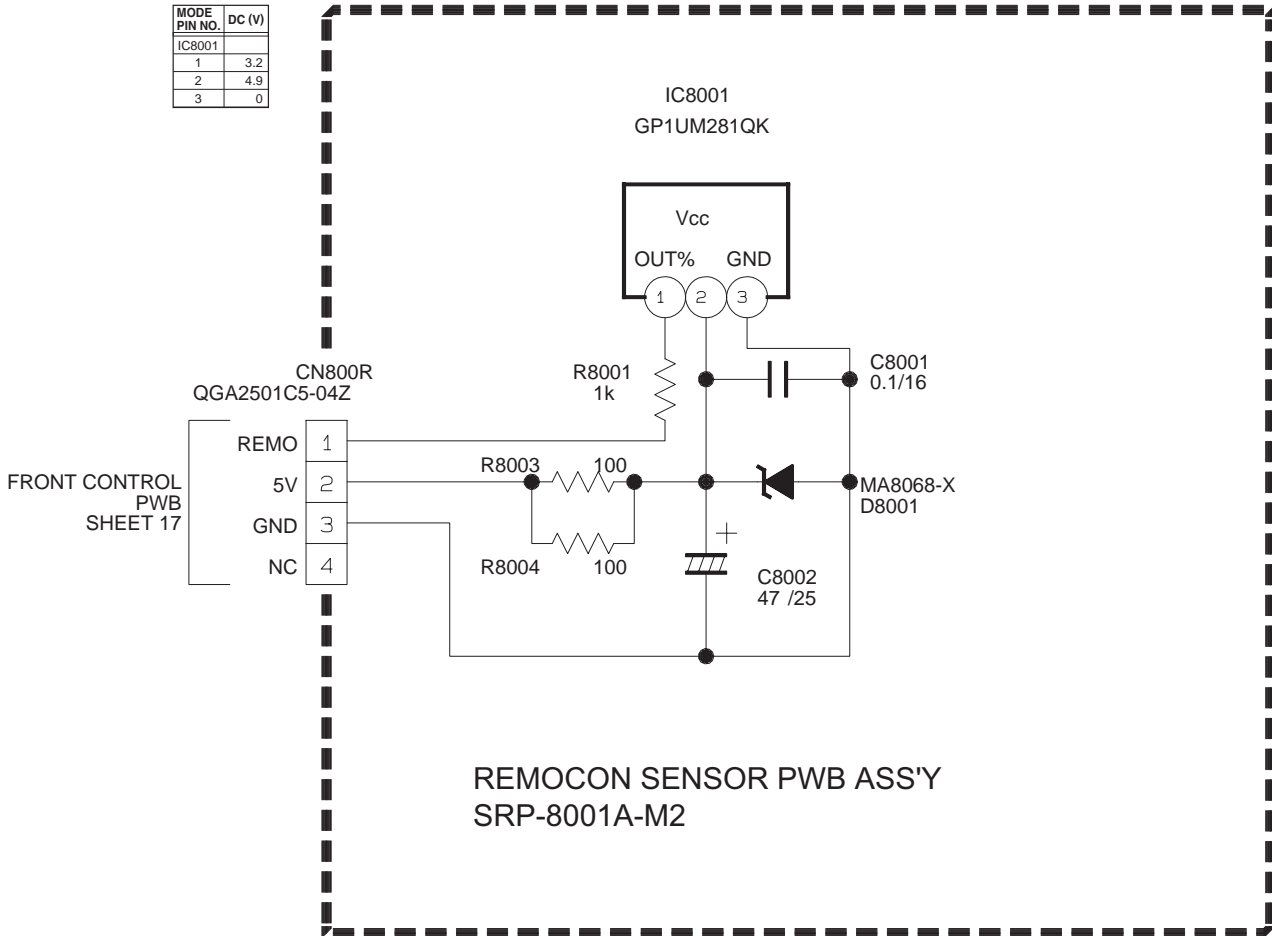 MODE
PIN NO. DC (V)
IC8001
1 3.2
2 4.9
3 0
IC8001
GP1UM281QK
Vcc
OUT% GND
1 2 3
C8001
0.1/16
R8001
1k
CN800R
QGA2501C5-04Z
REMO 1
5V 2
GND 3
NC 4
FRONT CONTROL
PWB
SHEET 17
R8003 100
R8004 100
MA8068-X
D8001
+
C8002
47 /25
REMOCON SENSOR PWB ASS'Y
SRP-8001A-M2